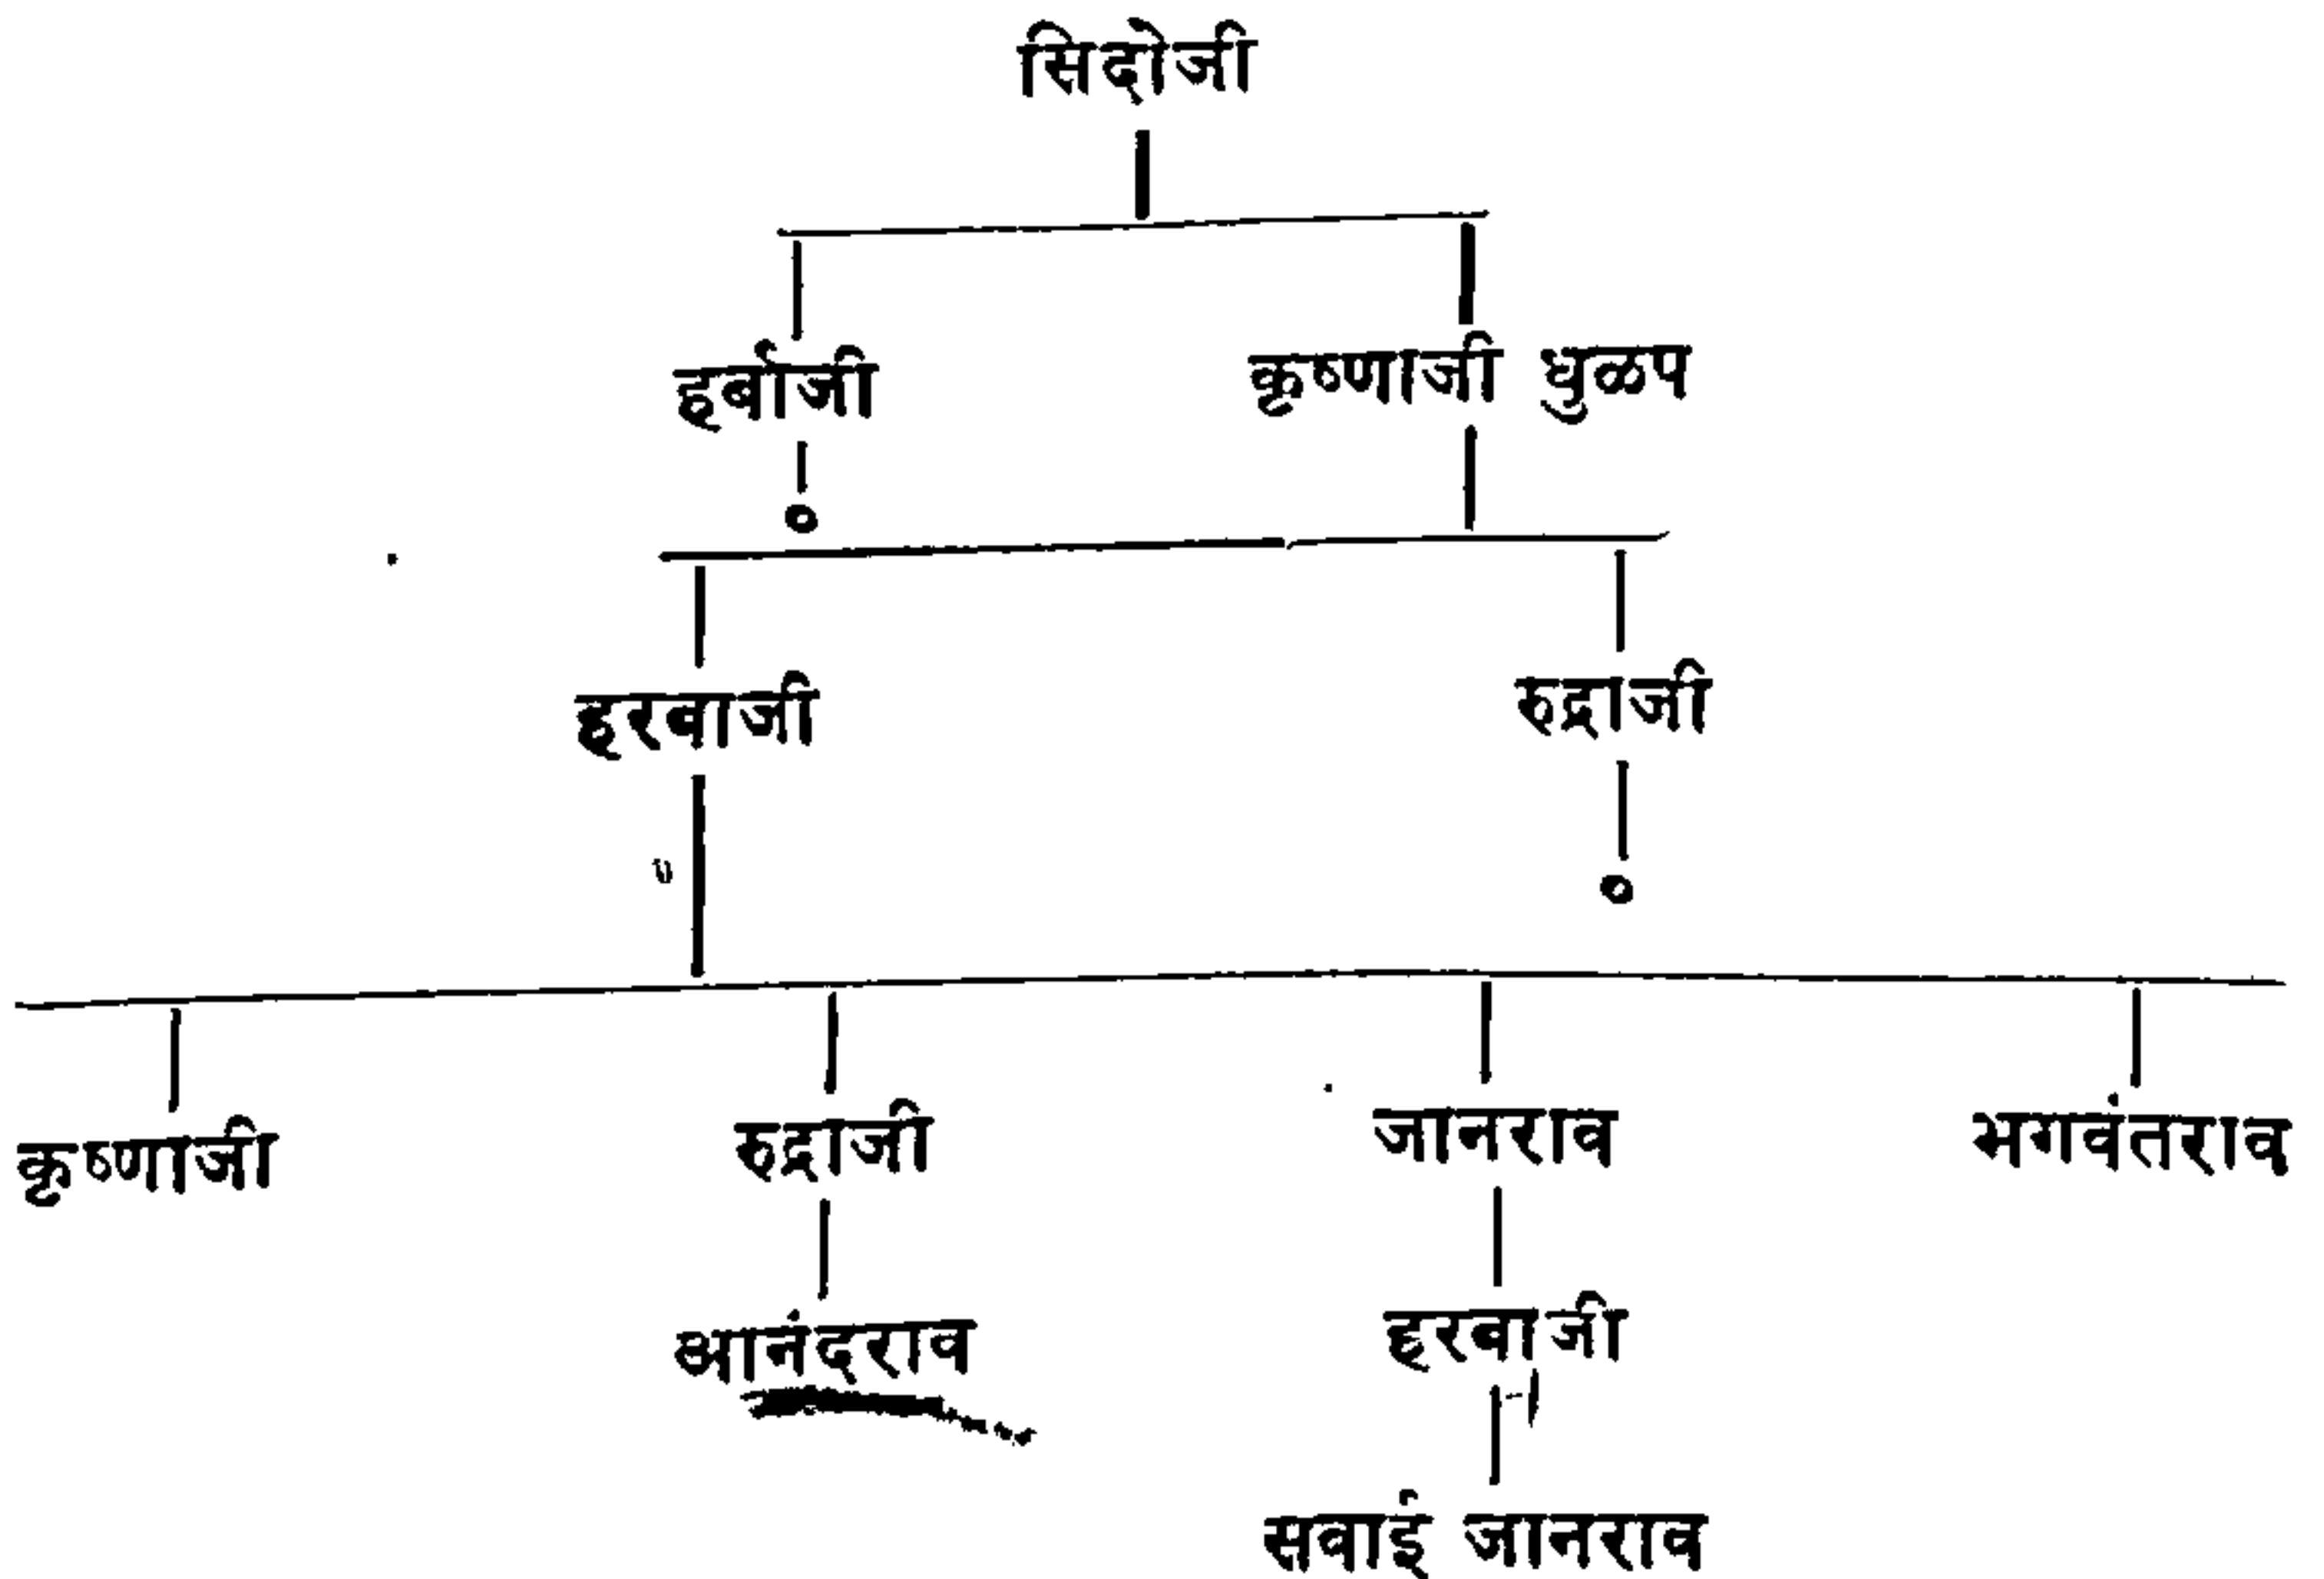 सिदोजी
हर्बाजी कृष्णाजी धुळप
हरबाजी रुद्राजी
कृष्णाजी रुद्राजी जानराव भगवंतराव
आनंदराव हरबाजी
सवाई जानराव